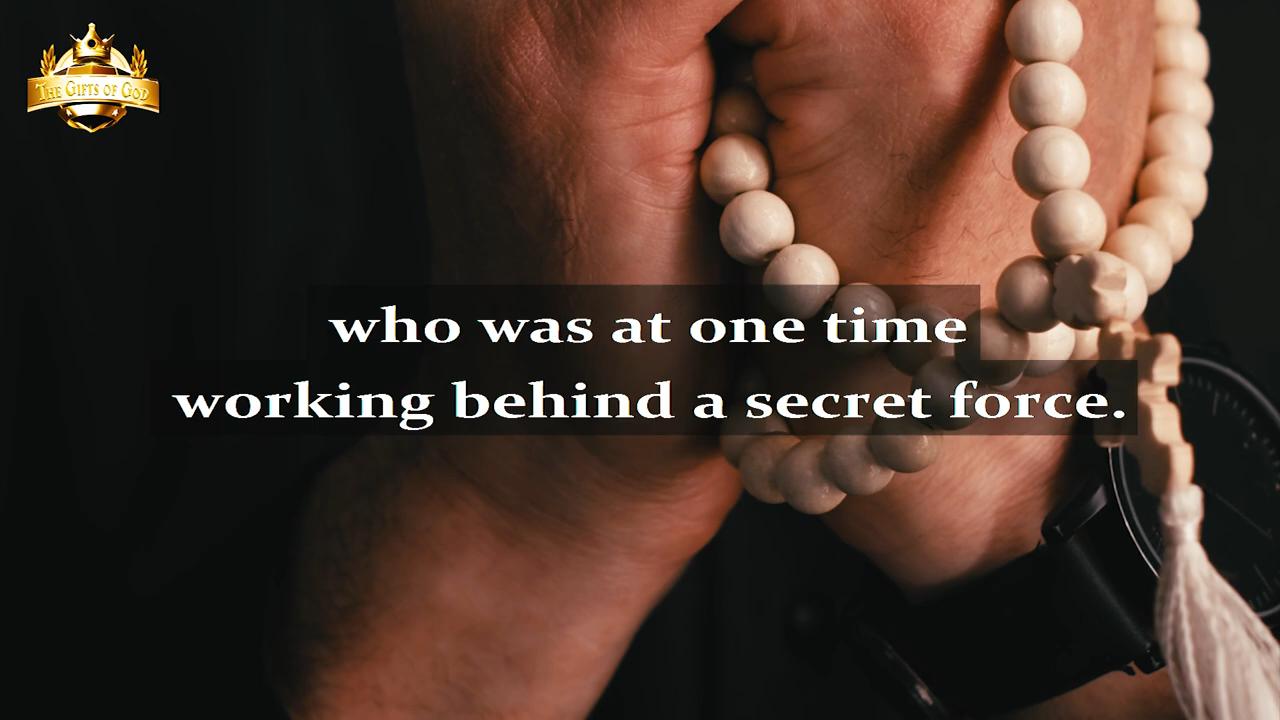 THE GIFTS OF GOD
who was at one time
working behind a secret force.